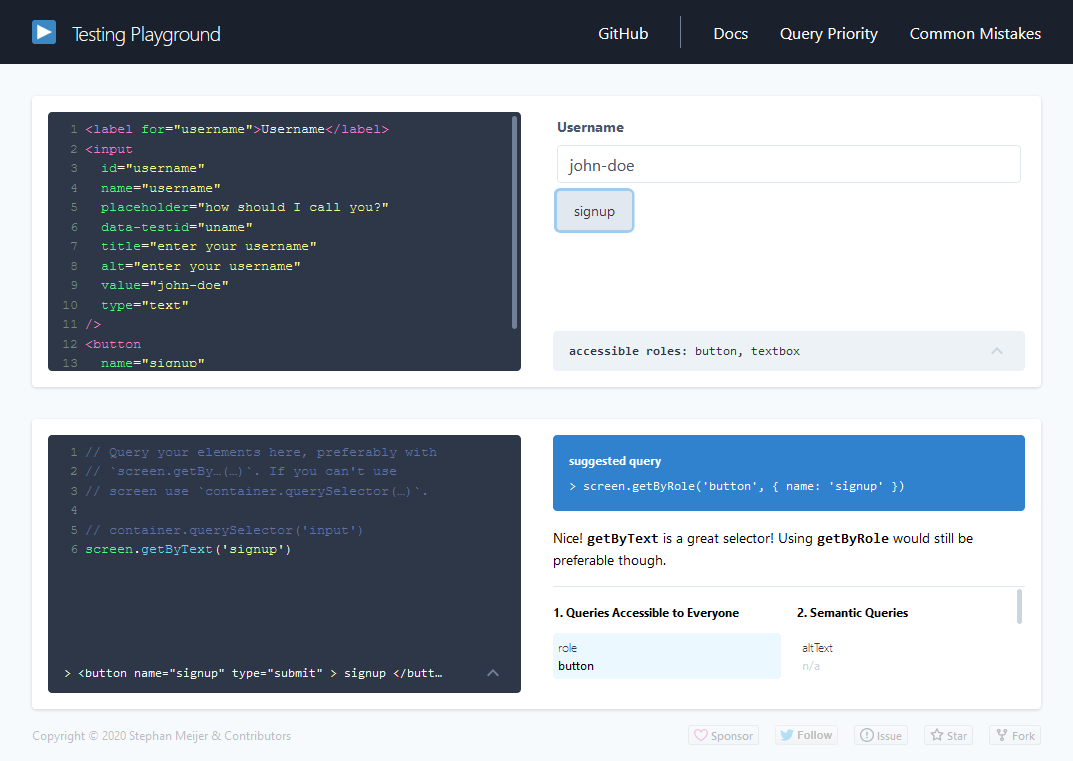 Testing Playground
GitHub
Docs
Query Priority
Common Mistakes
1 <label for="username">Username</label>
2 <input
3 id="username"
4 name="username"
5 placeholder="how should I call you?"
6 data-testid="uname"
7 title="enter your username"
8 alt="enter your username"
9 value="john-doe"
10 type="text"
11 />
12 <button
13 name="signup"
Username
john-doe
signup
accessible roles: button, textbox
1 // Query your elements here, preferably with
2 // `screen.getBy…(…)`. If you can't use
3 // screen use `container.querySelector(…)`.
4
5 // container.querySelector('input')
6 screen.getByText('signup')
> <button name="signup" type="submit" > signup </butt…
suggested query
> screen.getByRole('button', { name: 'signup' })
Nice! getByText is a great selector! Using getByRole would still be
preferable though.
1. Queries Accessible to Everyone
role
button
2. Semantic Queries
altText
n/a
Copyright © 2020 Stephan Meijer & Contributors
Sponsor
Follow
Issue
Star
Fork